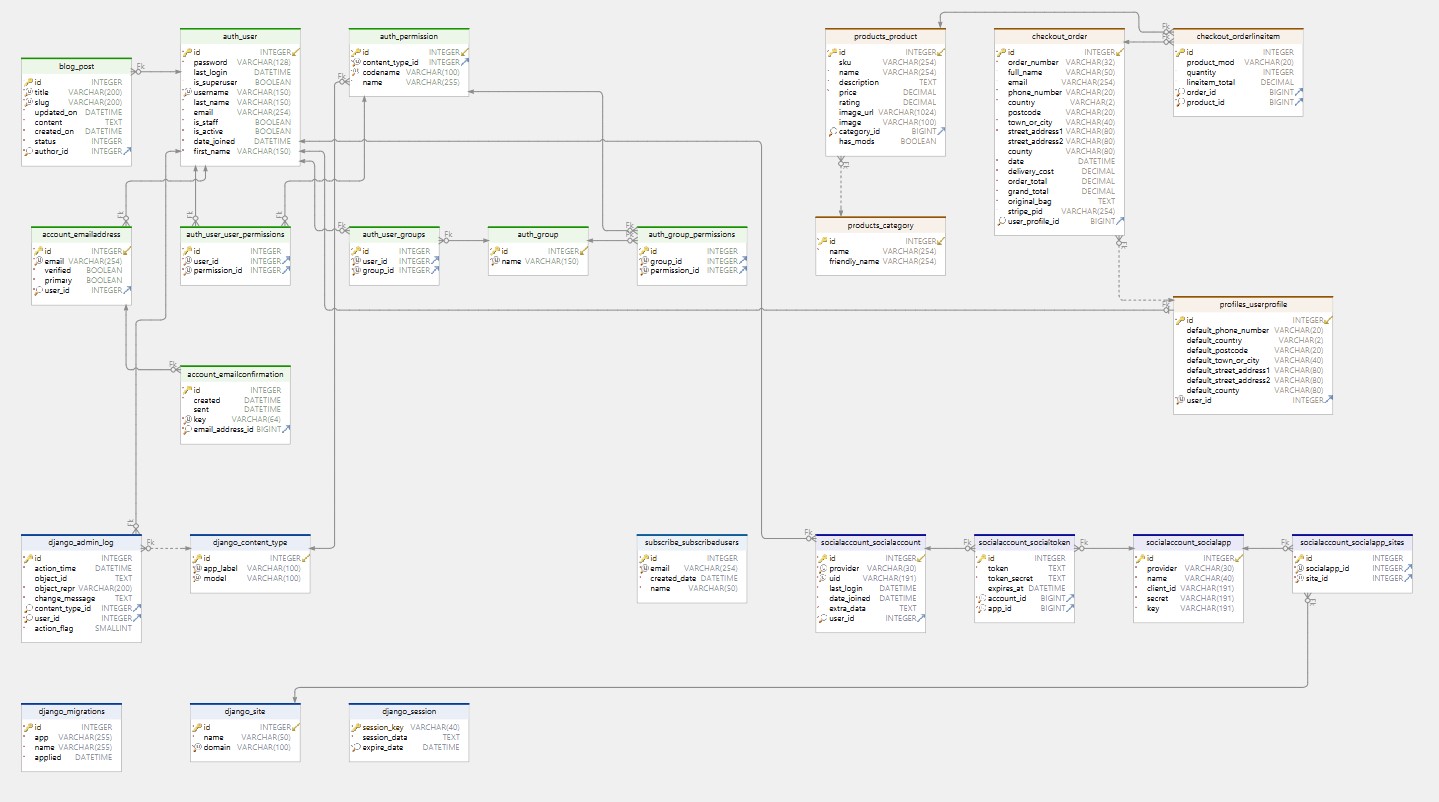 auth_user
id INTEGER
password VARCHAR(128)
last_login DATETIME
is_superuser BOOLEAN
username VARCHAR(150)
last_name VARCHAR(150)
email VARCHAR(254)
is_staff BOOLEAN
is_active BOOLEAN
date_joined DATETIME
first_name VARCHAR(150)
auth_permission
id INTEGER
content_type_id INTEGER
codename VARCHAR(100)
name VARCHAR(255)
products_product
id INTEGER
sku VARCHAR(254)
name VARCHAR(254)
description TEXT
price DECIMAL
rating DECIMAL
image_url VARCHAR(1024)
image VARCHAR(100)
category_id BIGINT
has_mods BOOLEAN
checkout_order
id INTEGER
order_number VARCHAR(32)
full_name VARCHAR(50)
email VARCHAR(254)
phone_number VARCHAR(20)
country VARCHAR(2)
postcode VARCHAR(20)
town_or_city VARCHAR(40)
street_address1 VARCHAR(80)
street_address2 VARCHAR(80)
county VARCHAR(80)
date DATETIME
delivery_cost DECIMAL
order_total DECIMAL
grand_total DECIMAL
original_bag TEXT
stripe_pid VARCHAR(254)
user_profile_id BIGINT
checkout_orderlineitem
id INTEGER
product_mod VARCHAR(20)
quantity INTEGER
lineitem_total DECIMAL
order_id BIGINT
product_id BIGINT
blog_post
id INTEGER
title VARCHAR(200)
slug VARCHAR(200)
updated_on DATETIME
content TEXT
created_on DATETIME
status INTEGER
author_id INTEGER
Fk
Fk
Fk
Fk
Fk
Fk
account_emailaddress
id INTEGER
email VARCHAR(254)
verified BOOLEAN
primary BOOLEAN
user_id INTEGER
Fk
auth_user_user_permissions
id INTEGER
user_id INTEGER
permission_id INTEGER
Fk
Fk
Fk
auth_user_groups
id INTEGER
user_id INTEGER
group_id INTEGER
Fk
auth_group
id INTEGER
name VARCHAR(150)
Fk
auth_group_permissions
id INTEGER
group_id INTEGER
permission_id INTEGER
products_category
id INTEGER
name VARCHAR(254)
friendly_name VARCHAR(254)
Fk
Fk
profiles_userprofile
id INTEGER
default_phone_number VARCHAR(20)
default_country VARCHAR(2)
default_postcode VARCHAR(20)
default_town_or_city VARCHAR(40)
default_street_address1 VARCHAR(80)
default_street_address2 VARCHAR(80)
default_county VARCHAR(80)
user_id INTEGER
Fk
account_emailconfirmation
id INTEGER
created DATETIME
sent DATETIME
key VARCHAR(64)
email_address_id BIGINT
Fk
django_admin_log
id INTEGER
action_time DATETIME
object_id TEXT
object_repr VARCHAR(200)
change_message TEXT
content_type_id INTEGER
user_id INTEGER
action_flag SMALLINT
Fk
django_content_type
id INTEGER
app_label VARCHAR(100)
model VARCHAR(100)
subscribe_subscribedusers
id INTEGER
email VARCHAR(254)
created_date DATETIME
name VARCHAR(50)
Fk
socialaccount_socialaccount
id INTEGER
provider VARCHAR(30)
uid VARCHAR(191)
last_login DATETIME
date_joined DATETIME
extra_data TEXT
user_id INTEGER
Fk
socialaccount_socialtoken
id INTEGER
token TEXT
token_secret TEXT
expires_at DATETIME
account_id BIGINT
app_id BIGINT
Fk
socialaccount_socialapp
id INTEGER
provider VARCHAR(30)
name VARCHAR(40)
client_id VARCHAR(191)
secret VARCHAR(191)
key VARCHAR(191)
Fk
socialaccount_socialapp_sites
id INTEGER
socialapp_id INTEGER
site_id INTEGER
Fk
django_migrations
id INTEGER
app VARCHAR(255)
name VARCHAR(255)
applied DATETIME
django_site
id INTEGER
name VARCHAR(50)
domain VARCHAR(100)
django_session
session_key VARCHAR(40)
session_data TEXT
expire_date DATETIME